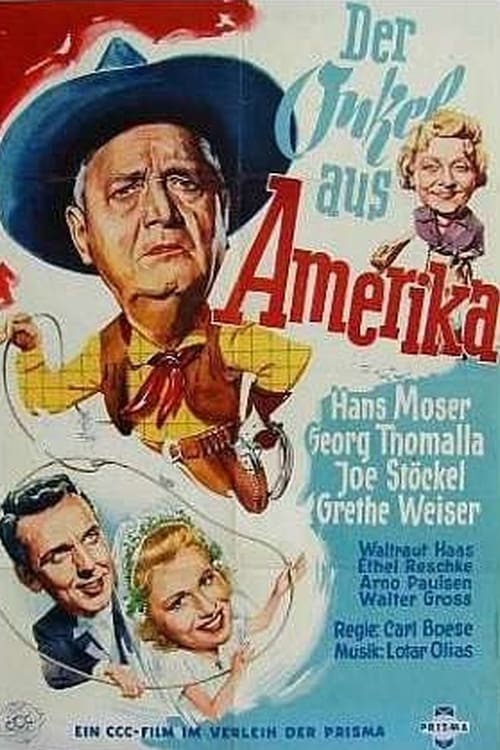 Der
Onkel
aus
Amerika
Hans Moser
Georg Thomalla
Joe Stöckel
Grethe Weiser
Waltraut Haas
Ethel Reschke
Arno Paulsen
Walter Gross
Regie: Carl Boese
Musik: Lotar Olias
EIN CCC-FILM IM VERLEIH DER PRISMA
PRISMA